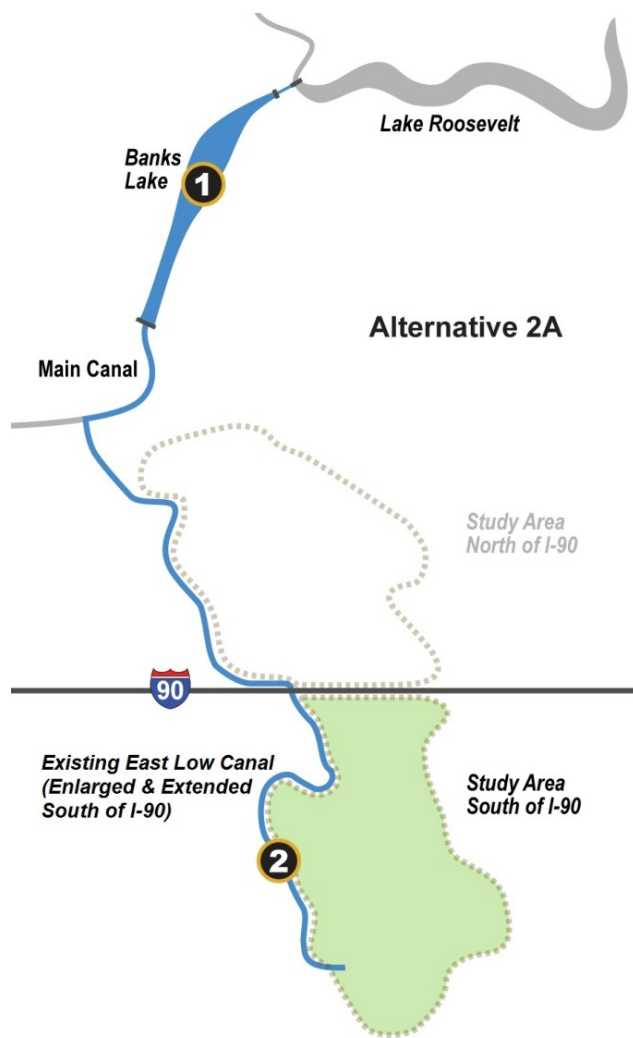 Lake Roosevelt
Banks
Lake
1
Alternative 2A
Main Canal
Study Area
North of I-90
90
Existing East Low Canal
(Enlarged & Extended
South of I-90)
Study Area
South of I-90
2